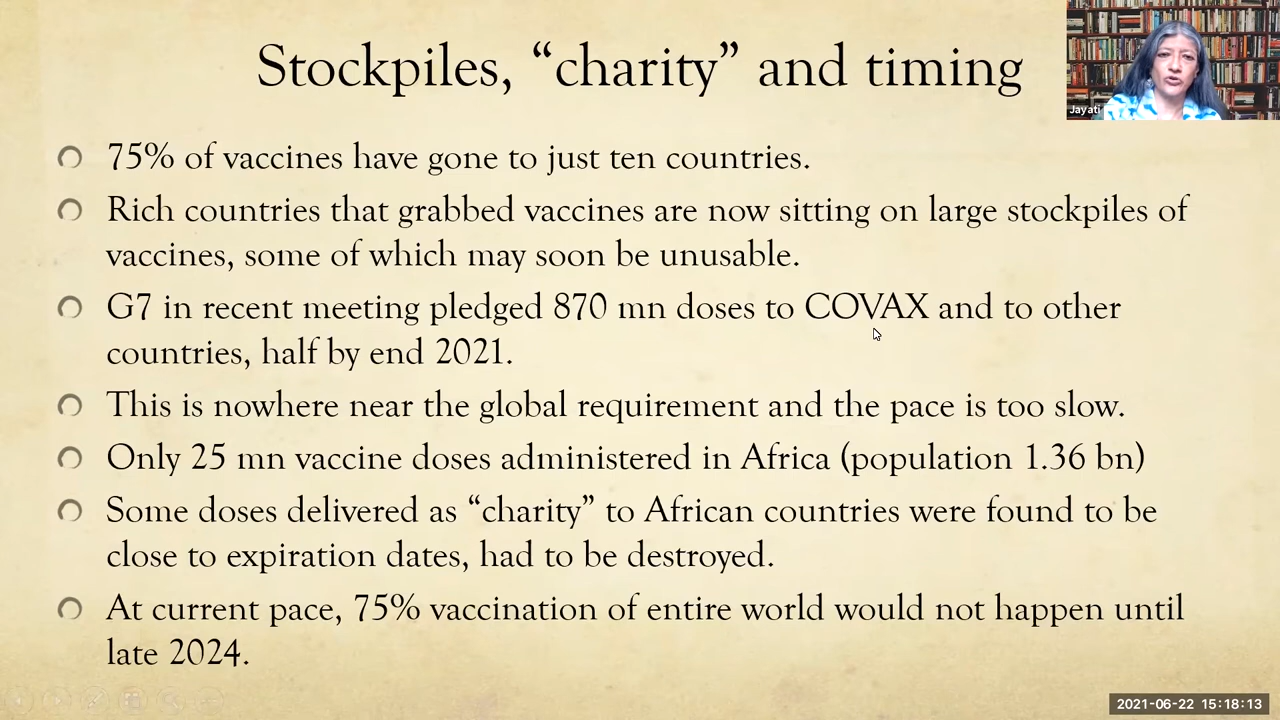 Stockpiles, “charity” and timing
Jayati
75% of vaccines have gone to just ten countries.
Rich countries that grabbed vaccines are now sitting on large stockpiles of
vaccines, some of which may soon be unusable.
G7 in recent meeting pledged 870 mn doses to COVAX and to other
countries, half by end 2021.
This is nowhere near the global requirement and the pace is too slow.
Only 25 mn vaccine doses administered in Africa (population 1.36 bn)
Some doses delivered as “charity” to African countries were found to be
close to expiration dates, had to be destroyed.
At current pace, 75% vaccination of entire world would not happen until
late 2024.
2021-06-22 15:18:13